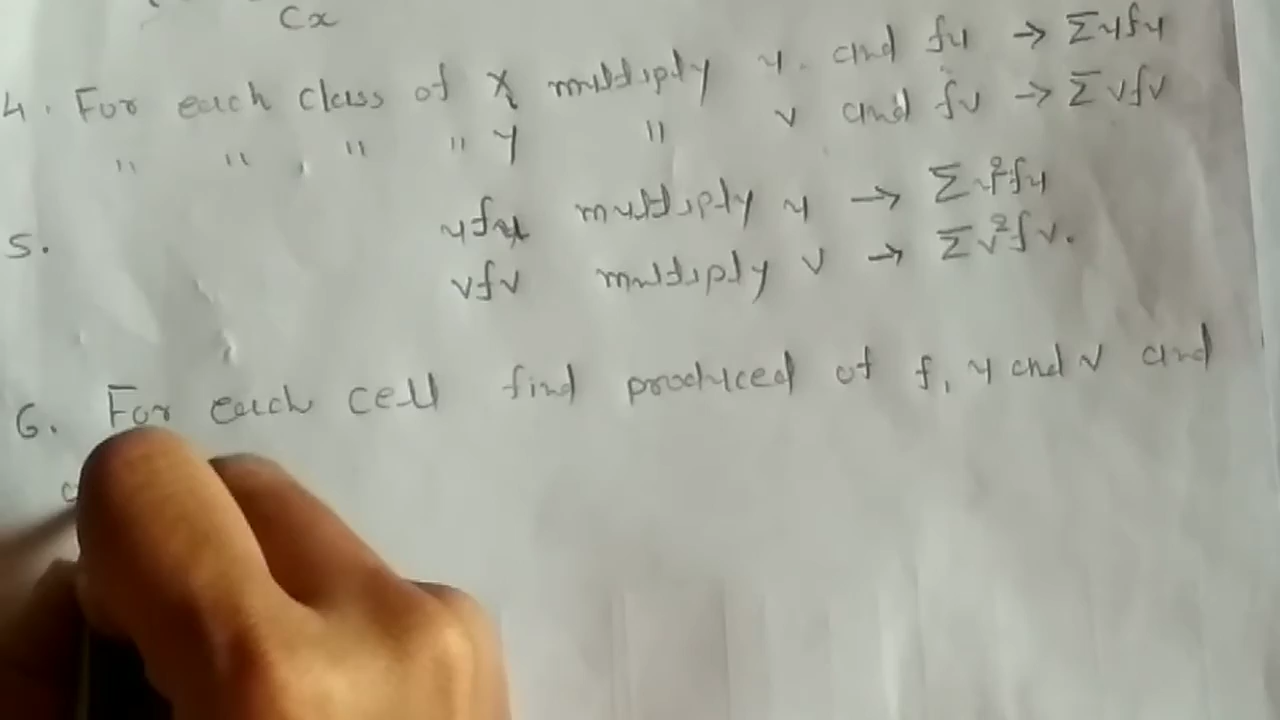 Cx
4. For each class of X multiply u and fu → Σufu
" " " " Y " v and fv → Σvfv
5. ufu multiply u → Σu²fu
vfv multiply v → Σv²fv.
6. For each cell find produced of f, u and v and